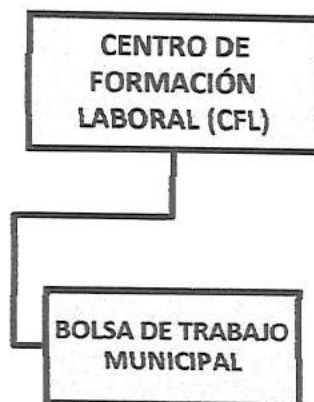 CENTRO DE
FORMACIÓN
LABORAL (CFL)
BOLSA DE TRABAJO
MUNICIPAL